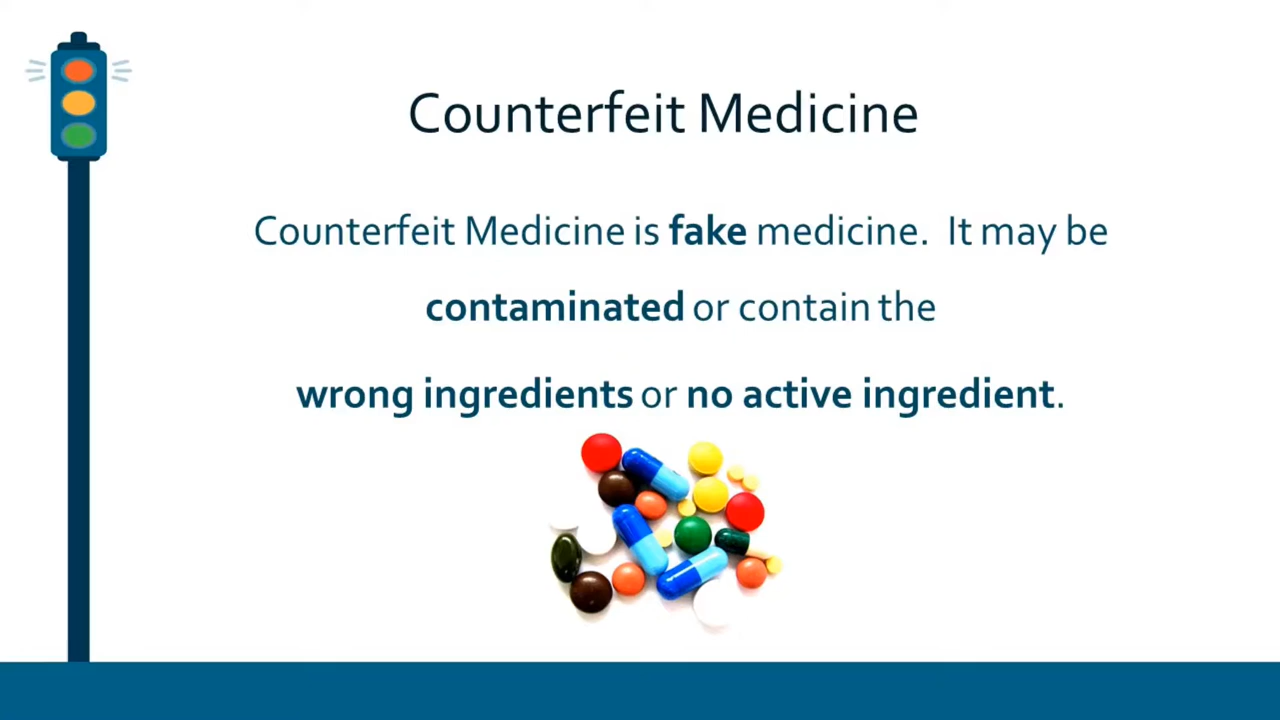 Counterfeit Medicine
Counterfeit Medicine is fake medicine.  It may be
contaminated or contain the
wrong ingredients or no active ingredient.